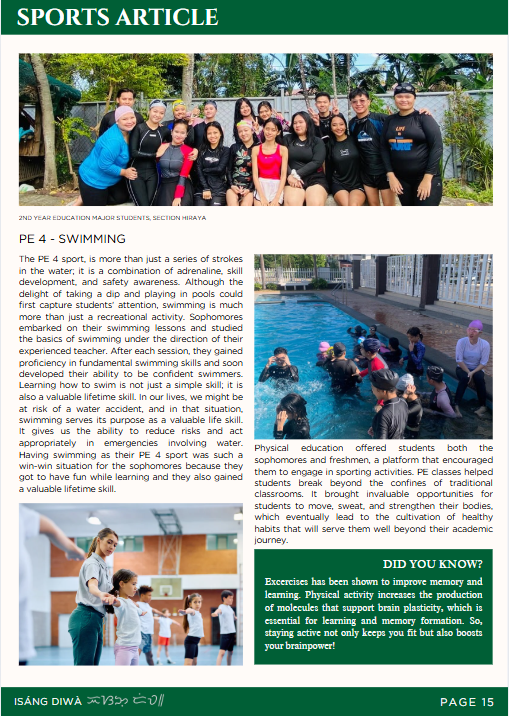 SPORTS ARTICLE
2ND YEAR EDUCATION MAJOR STUDENTS, SECTION HIRAYA
PE 4 - SWIMMING
The PE 4 sport, is more than just a series of strokes
in the water; it is a combination of adrenaline, skill
development, and safety awareness. Although the
delight of taking a dip and playing in pools could
first capture students' attention, swimming is much
more than just a recreational activity. Sophomores
embarked on their swimming lessons and studied
the basics of swimming under the direction of their
experienced teacher. After each session, they gained
proficiency in fundamental swimming skills and soon
developed their ability to be confident swimmers.
Learning how to swim is not just a simple skill; it is
also a valuable lifetime skill. In our lives, we might be
at risk of a water accident, and in that situation,
swimming serves its purpose as a valuable life skill.
It gives us the ability to reduce risks and act
appropriately in emergencies involving water.
Having swimming as their PE 4 sport was such a
win-win situation for the sophomores because they
got to have fun while learning and they also gained
a valuable lifetime skill.
Physical education offered students both the
sophomores and freshmen, a platform that encouraged
them to engage in sporting activities. PE classes helped
students break beyond the confines of traditional
classrooms. It brought invaluable opportunities for
students to move, sweat, and strengthen their bodies,
which eventually lead to the cultivation of healthy
habits that will serve them well beyond their academic
journey.
DID YOU KNOW?
Excercises has been shown to improve memory and
learning. Physical activity increases the production
of molecules that support brain plasticity, which is
essential for learning and memory formation. So,
staying active not only keeps you fit but also boosts
your brainpower!
ISÁNG DIWÀ
PAGE 15